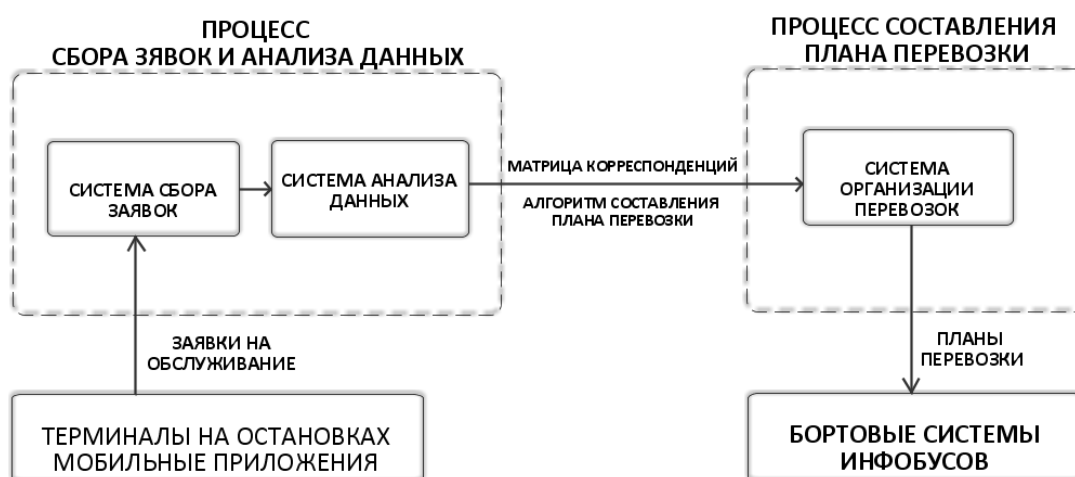 ПРОЦЕСС
СБОРА ЗЯВОК И АНАЛИЗА ДАННЫХ
ПРОЦЕСС СОСТАВЛЕНИЯ
ПЛАНА ПЕРЕВОЗКИ
СИСТЕМА СБОРА
ЗАЯВОК
СИСТЕМА АНАЛИЗА
ДАННЫХ
МАТРИЦА КОРРЕСПОНДЕНЦИЙ
АЛГОРИТМ СОСТАВЛЕНИЯ
ПЛАНА ПЕРЕВОЗКИ
СИСТЕМА
ОРГАНИЗАЦИИ
ПЕРЕВОЗОК
ЗАЯВКИ НА
ОБСЛУЖИВАНИЕ
ПЛАНЫ
ПЕРЕВОЗКИ
ТЕРМИНАЛЫ НА ОСТАНОВКАХ
МОБИЛЬНЫЕ ПРИЛОЖЕНИЯ
БОРТОВЫЕ СИСТЕМЫ
ИНФОБУСОВ